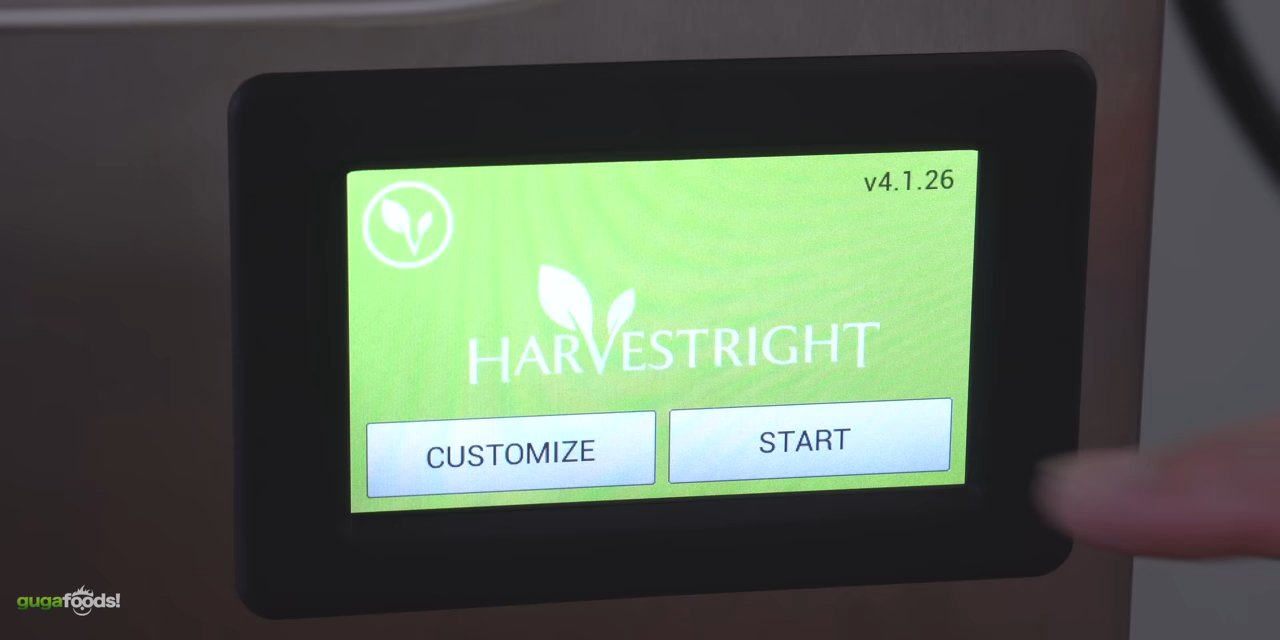 v4.1.26
HARVESTRIGHT
CUSTOMIZE
START
gugafoods!